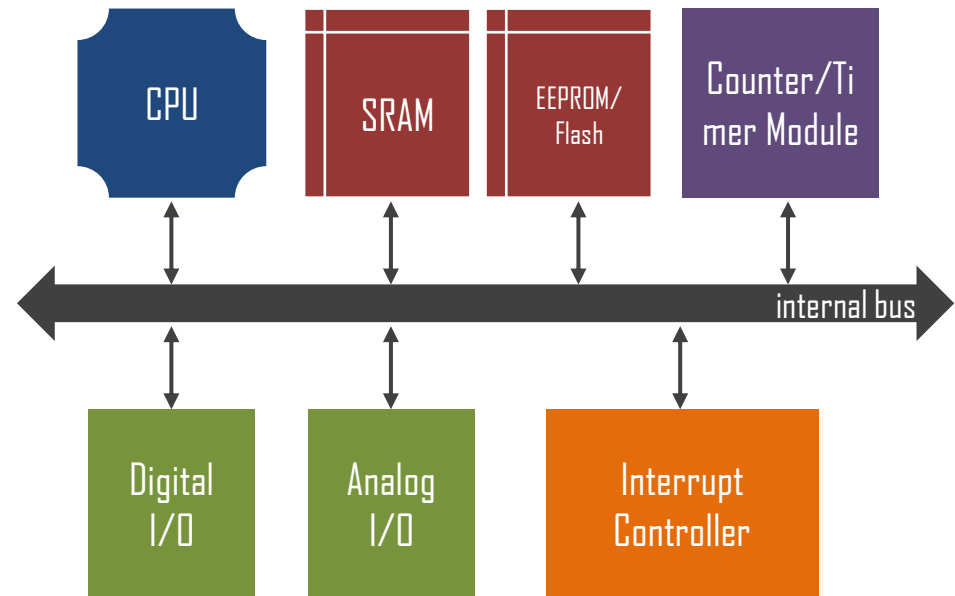 CPU
SRAM
EEPROM/
Flash
Counter/Ti
mer Module
internal bus
Digital
I/O
Analog
I/O
Interrupt
Controller